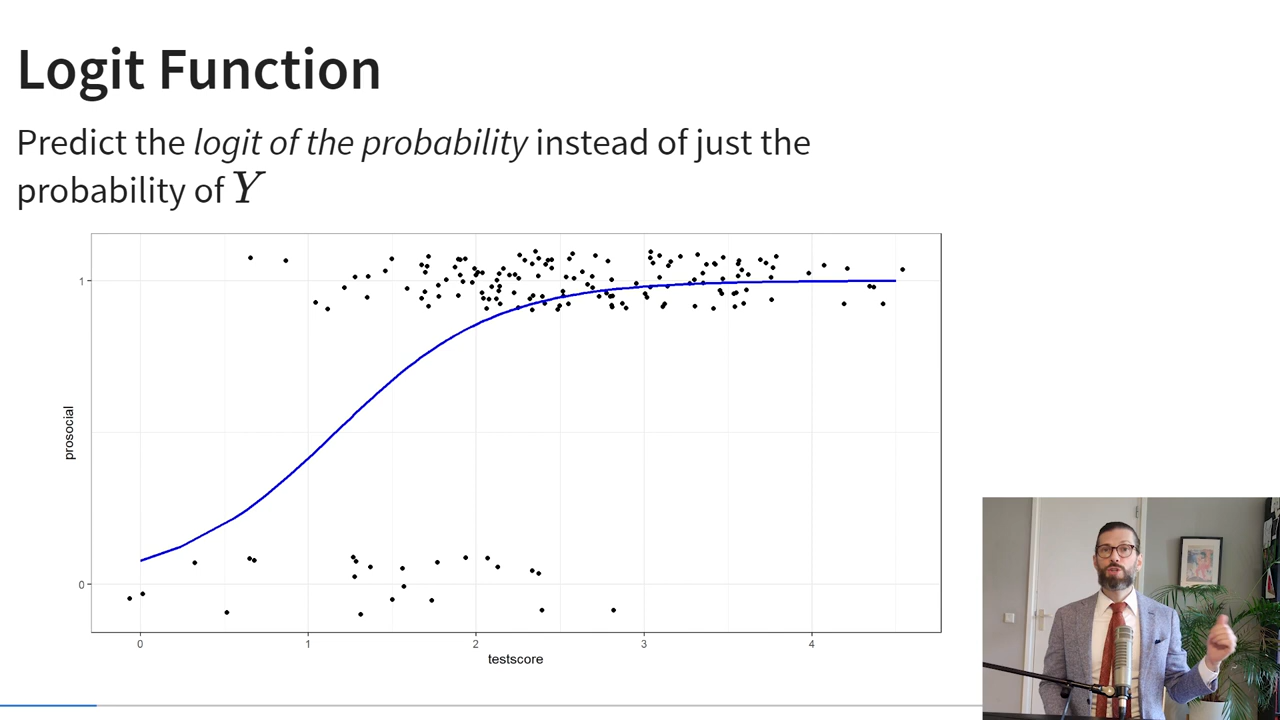 Logit Function
Predict the logit of the probability instead of just the
probability of Y
1
prosocial
0
0 1 2 3 4
testscore